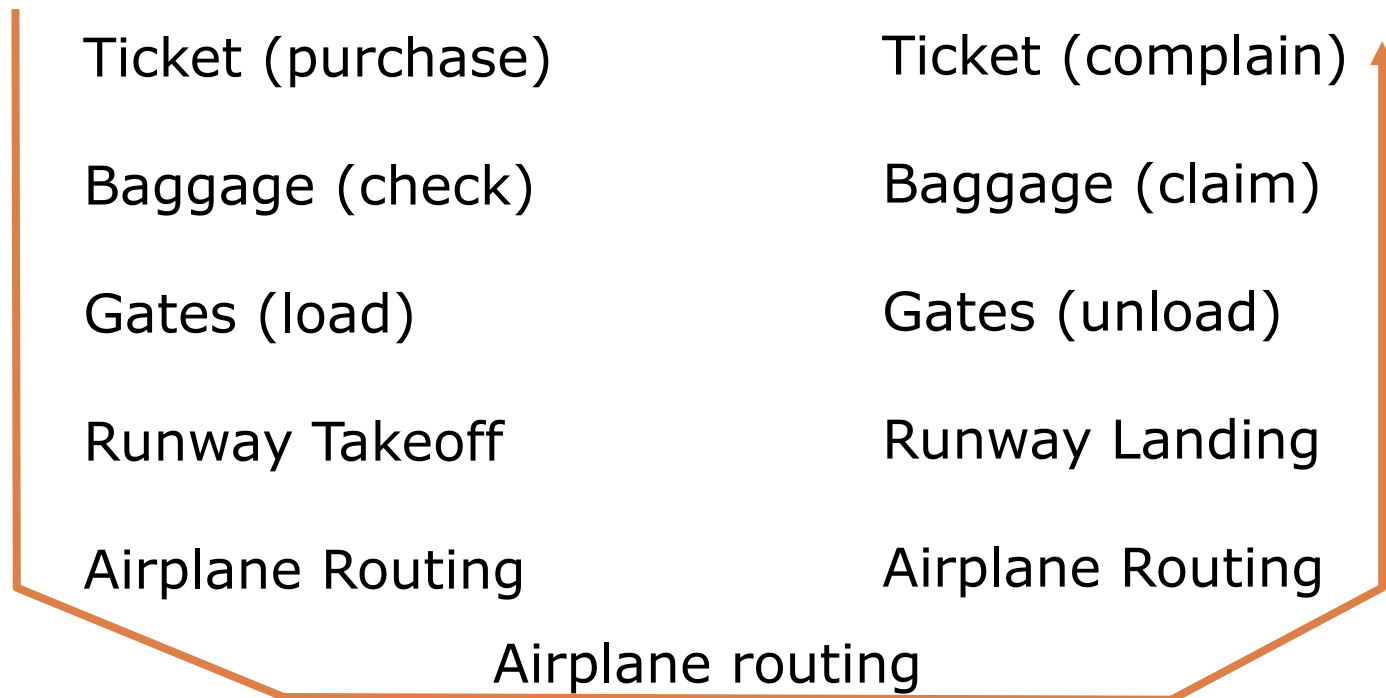 Ticket (purchase)
Baggage (check)
Gates (load)
Runway Takeoff
Airplane Routing
Ticket (complain)
Baggage (claim)
Gates (unload)
Runway Landing
Airplane Routing
Airplane routing